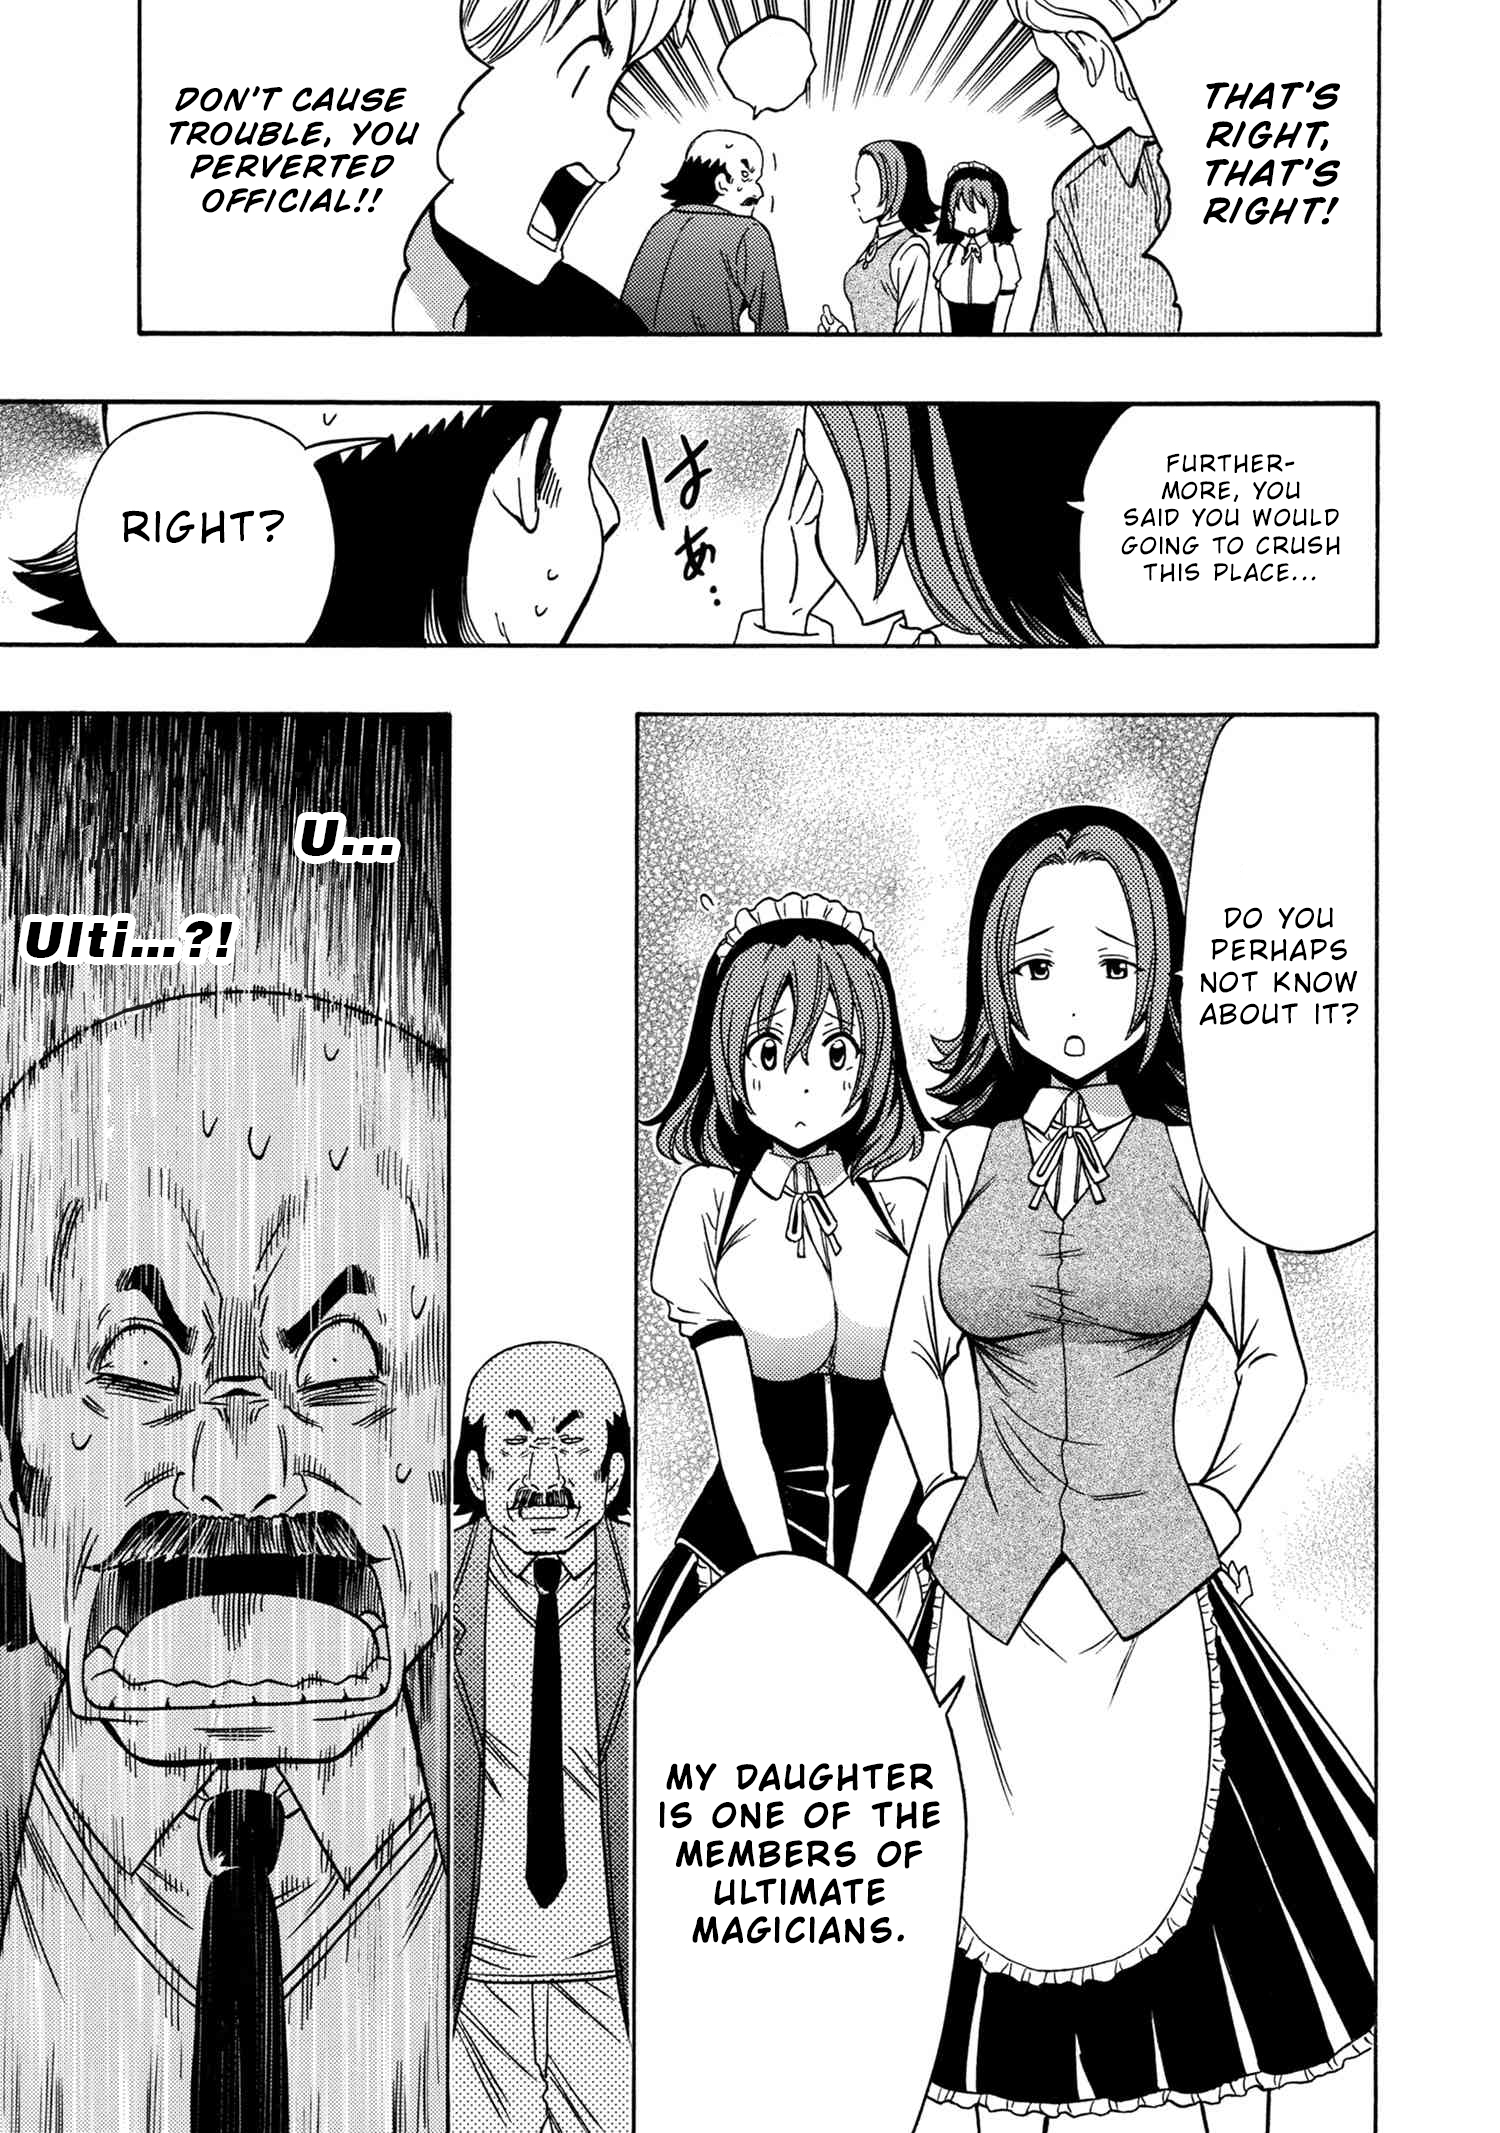 THAT'S
RIGHT,
THAT'S
RIGHT!
DON'T CAUSE
TROUBLE, YOU
PERVERTED
OFFICIAL!!
FURTHER-
MORE, YOU
SAID YOU WOULD
GOING TO CRUSH
THIS PLACE...
はぁ…
RIGHT?
DO YOU
PERHAPS
NOT KNOW
ABOUT IT?
MY DAUGHTER
IS ONE OF THE
MEMBERS OF
ULTIMATE
MAGICIANS.
U...
Ulti...?!